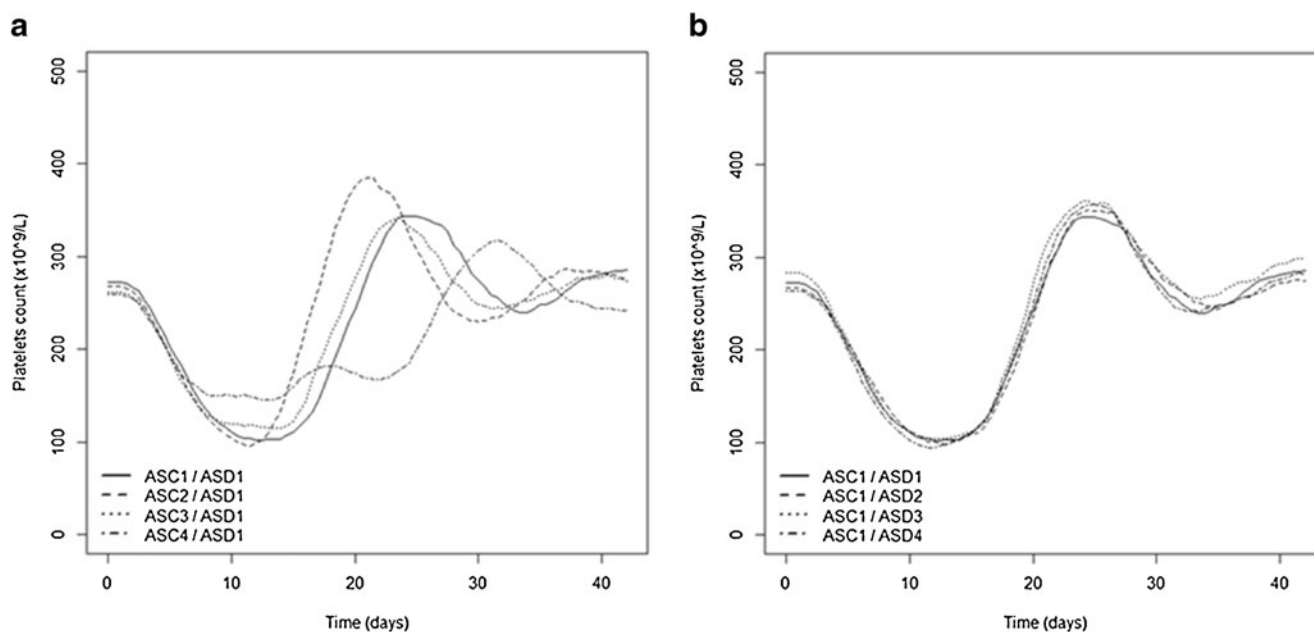 a
500
400
300
200
100
0
Platelets count (x10^9/L)
ASC1 / ASD1
ASC2 / ASD1
ASC3 / ASD1
ASC4 / ASD1
0 10 20 30 40
Time (days)
b
500
400
300
200
100
0
Platelets count (x10^9/L)
ASC1 / ASD1
ASC1 / ASD2
ASC1 / ASD3
ASC1 / ASD4
0 10 20 30 40
Time (days)